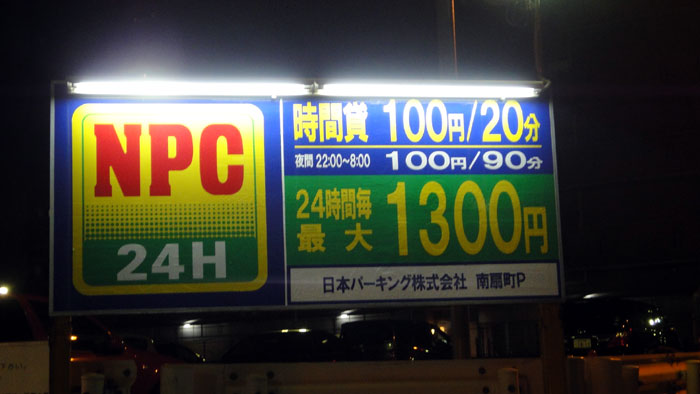 NPC
24H
時間貸 100円/20分
夜間 22:00~8:00 100円/90分
24時間毎
最大 1300円
日本パーキング株式会社 南扇町P